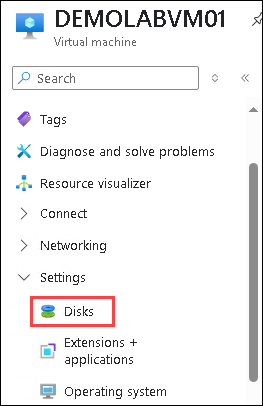 DEMOLABVM01
Virtual machine
Search
Tags
Diagnose and solve problems
Resource visualizer
Connect
Networking
Settings
Disks
Extensions +
applications
Operating system